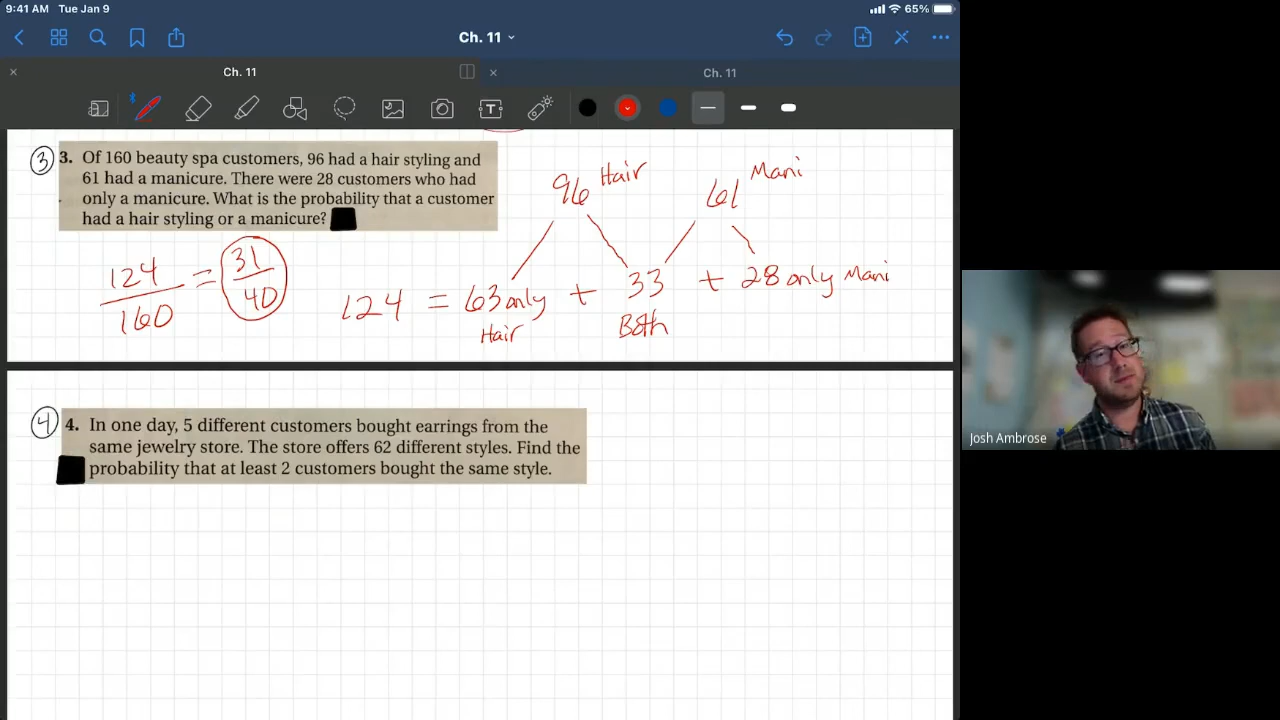 9:41 AM Tue Jan 9
65%
Ch. 11
Ch. 11
Ch. 11
T
3
3. Of 160 beauty spa customers, 96 had a hair styling and
61 had a manicure. There were 28 customers who had
only a manicure. What is the probability that a customer
had a hair styling or a manicure?
96 Hair
61 Mani
124/160 = 31/40
124 = 63 only + 33 + 28 only Mani
Hair
Both
Josh Ambrose
4
4. In one day, 5 different customers bought earrings from the
same jewelry store. The store offers 62 different styles. Find the
probability that at least 2 customers bought the same style.